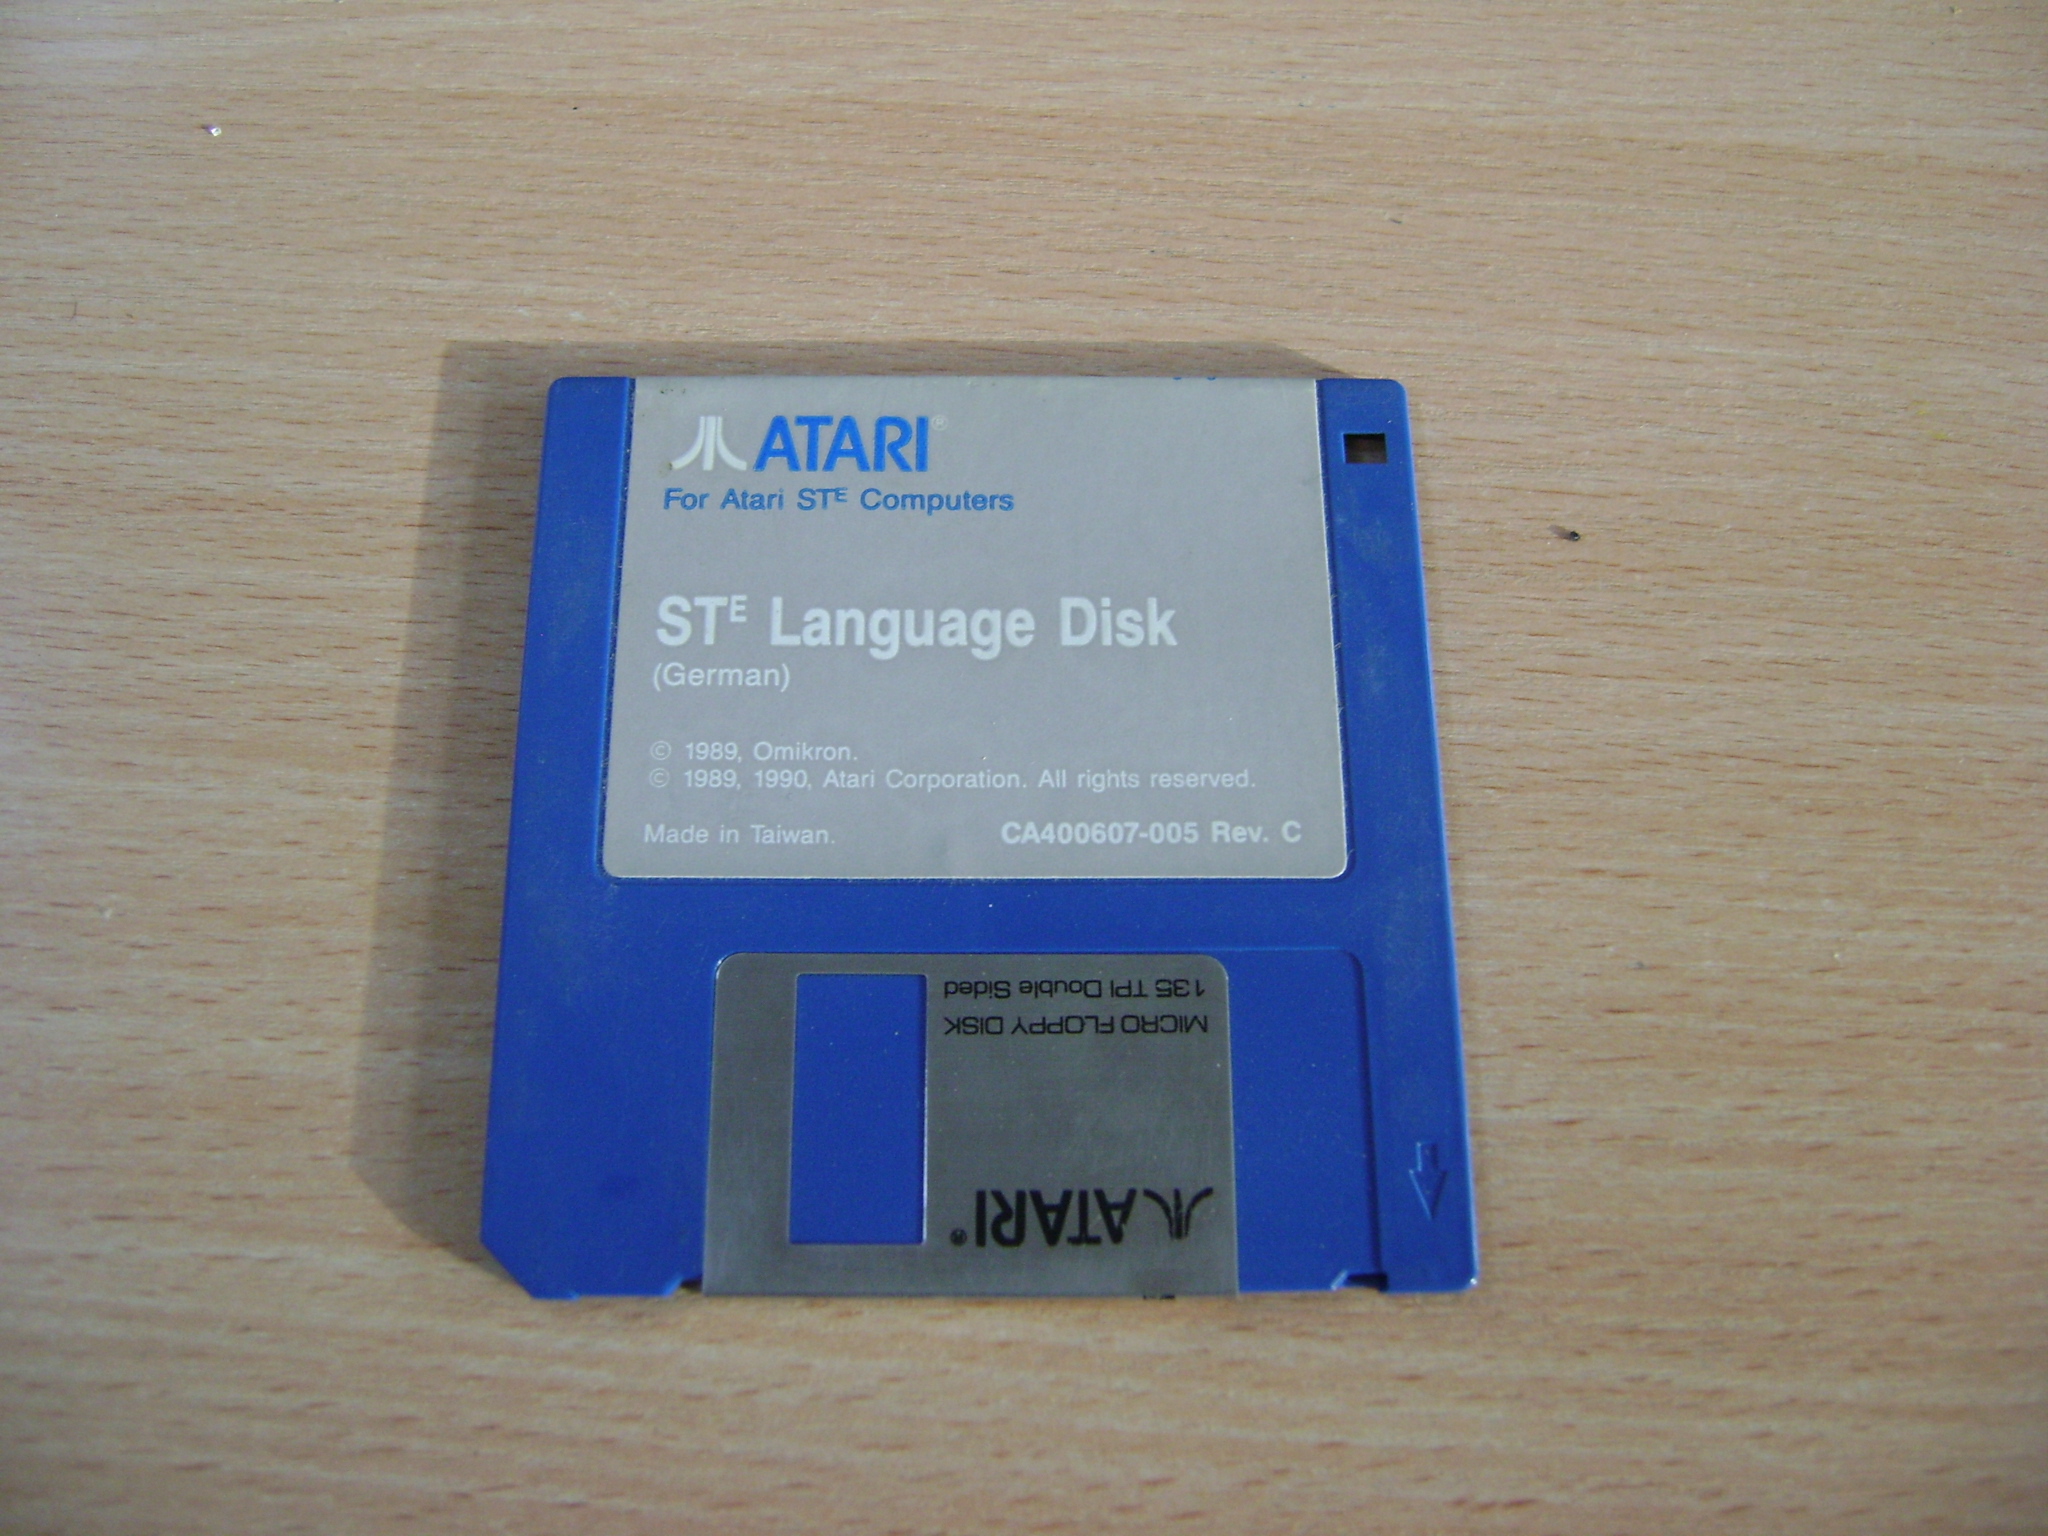 ATARI®
For Atari STE Computers
STE Language Disk
(German)
© 1989, Omikron.
© 1989, 1990, Atari Corporation. All rights reserved.
Made in Taiwan. CA400607-005 Rev. C
ATARI®
MICRO FLOPPY DISK
135 TPI Double Sided